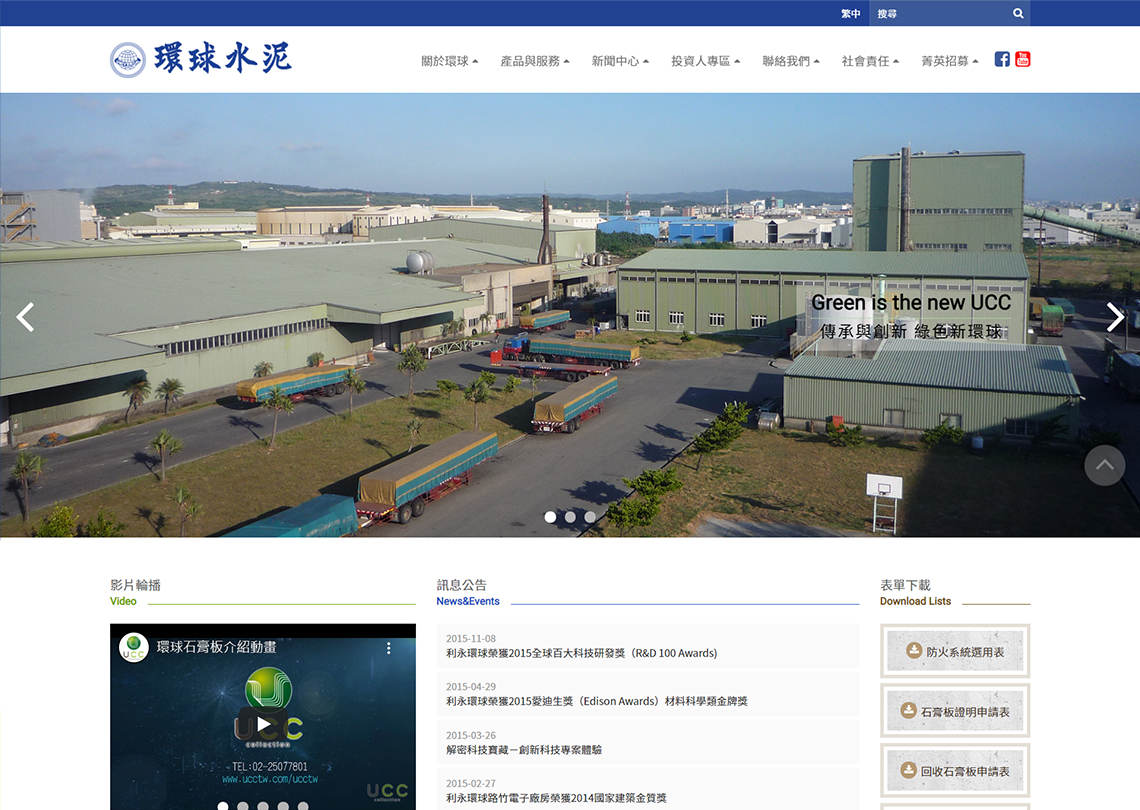 繁中
搜尋
環球水泥
關於環球
產品與服務
新聞中心
投資人專區
聯絡我們
社會責任
菁英招募
You
Tube
Green is the new UCC
傳承與創新 綠色新環球
影片輪播
Video
環球石膏板介紹動畫
UCC
UCC
collection
TEL:02-25077801
www.ucctw.com/ucctw
UCC
collection
訊息公告
News&Events
2015-11-08
利永環球榮獲2015全球百大科技研發獎（R&D 100 Awards)
2015-04-29
利永環球榮獲2015愛迪生獎（Edison Awards）材料科學類金牌獎
2015-03-26
解密科技寶藏－創新科技專案體驗
2015-02-27
利永環球路竹電子廠房榮獲2014國家建築金質獎
表單下載
Download Lists
防火系統選用表
石膏板證明申請表
回收石膏板申請表